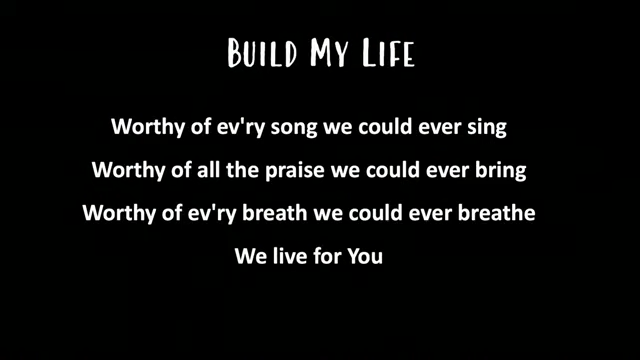 Build My Life
Worthy of ev'ry song we could ever sing
Worthy of all the praise we could ever bring
Worthy of ev'ry breath we could ever breathe
We live for You